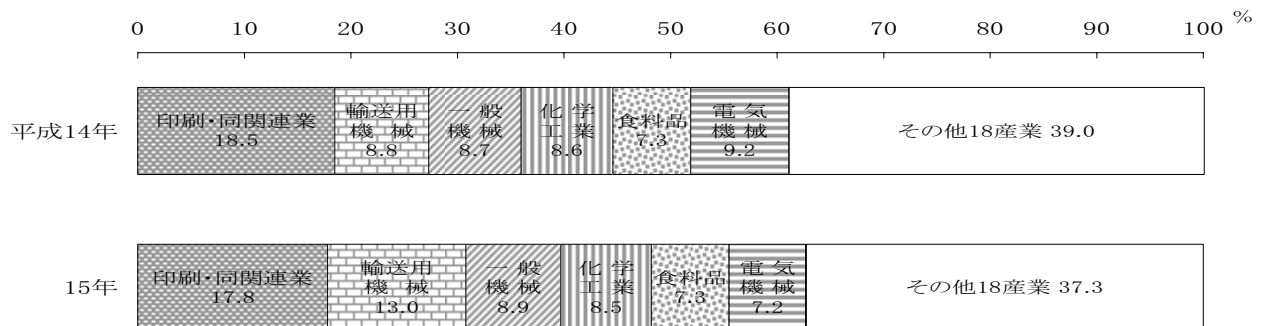 0 10 20 30 40 50 60 70 80 90 100 %
平成14年
印刷・同関連業
18.5
輸送用
機 械
8.8
一 般
機 械
8.7
化 学
工 業
8.6
食料品
7.3
電 気
機 械
9.2
その他18産業 39.0
15年
印刷・同関連業
17.8
輸送用
機 械
13.0
一 般
機 械
8.9
化 学
工 業
8.5
食料品
7.3
電 気
機 械
7.2
その他18産業 37.3